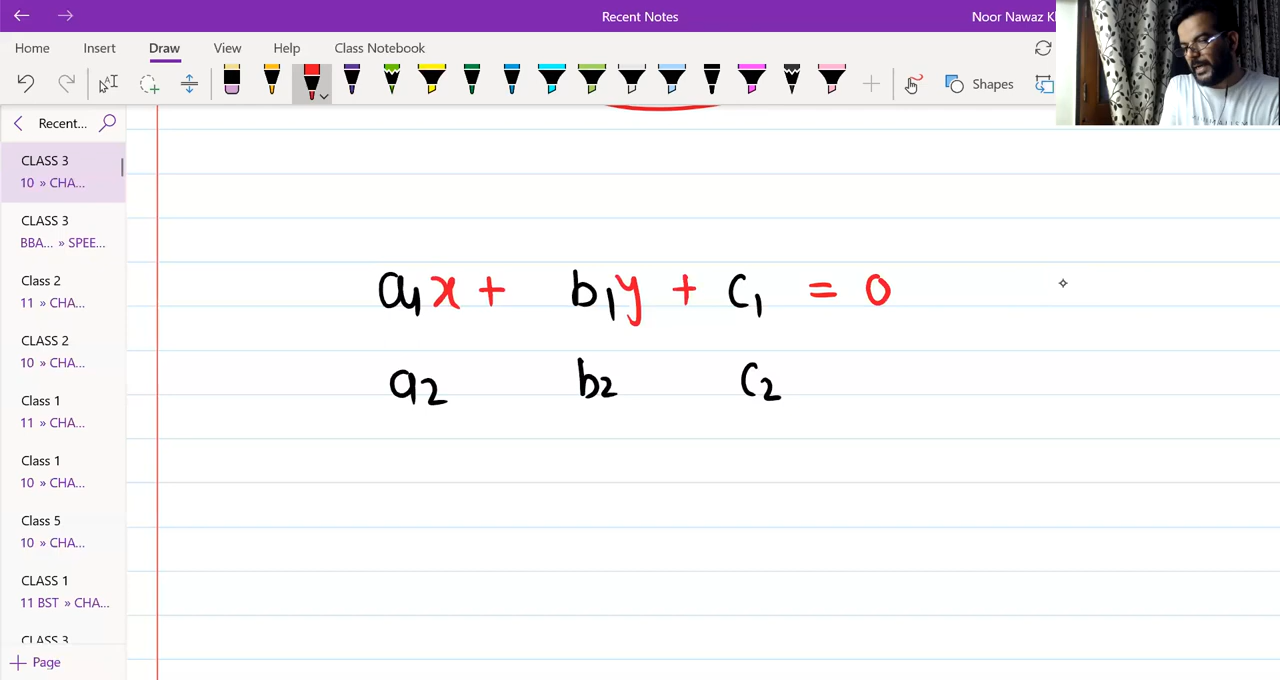 Recent Notes
Noor Nawaz Kh
Home Insert Draw View Help Class Notebook
Shapes
Recent...
CLASS 3
10 » CHA...
CLASS 3
BBA... » SPEE...
Class 2
11 » CHA...
CLASS 2
10 » CHA...
Class 1
11 » CHA...
Class 1
10 » CHA...
Class 5
10 » CHA...
CLASS 1
11 BST » CHA...
CLASS 3
Page
a₁x + b₁y + c₁ = 0
a₂ b₂ c₂